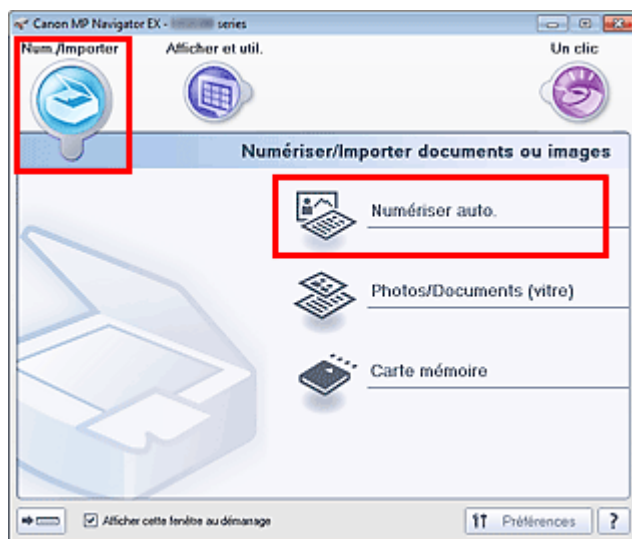 Canon MP Navigator EX - series
Num./Importer
Afficher et util.
Un clic
Numériser/Importer documents ou images
Numériser auto.
Photos/Documents (vitre)
Carte mémoire
Afficher cette fenêtre au démarrage
Préférences
?